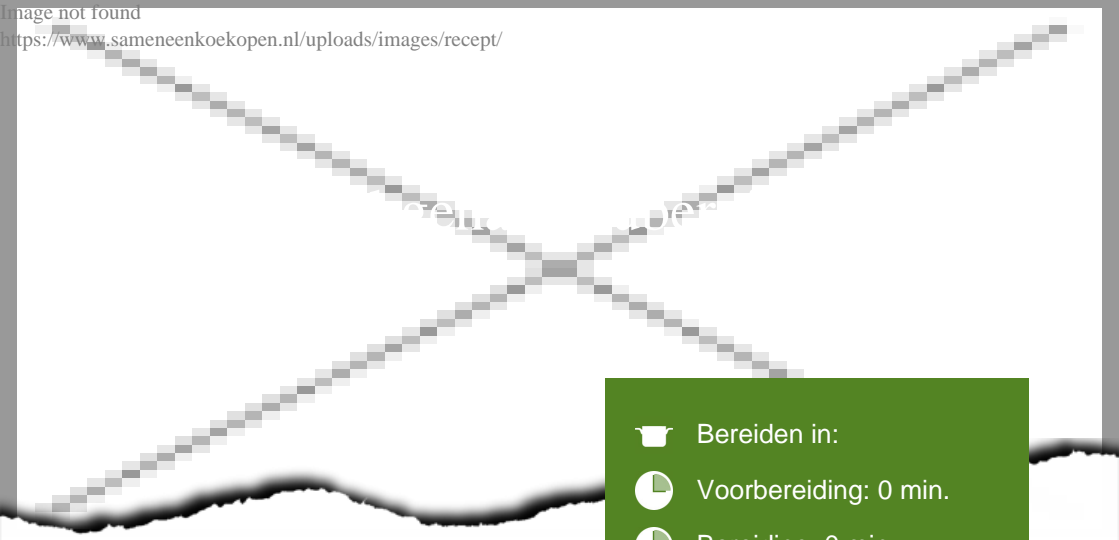 Image not found
https://www.sameneenkoekopen.nl/uploads/images/recept/
Bereiden in:
Voorbereiding: 0 min.